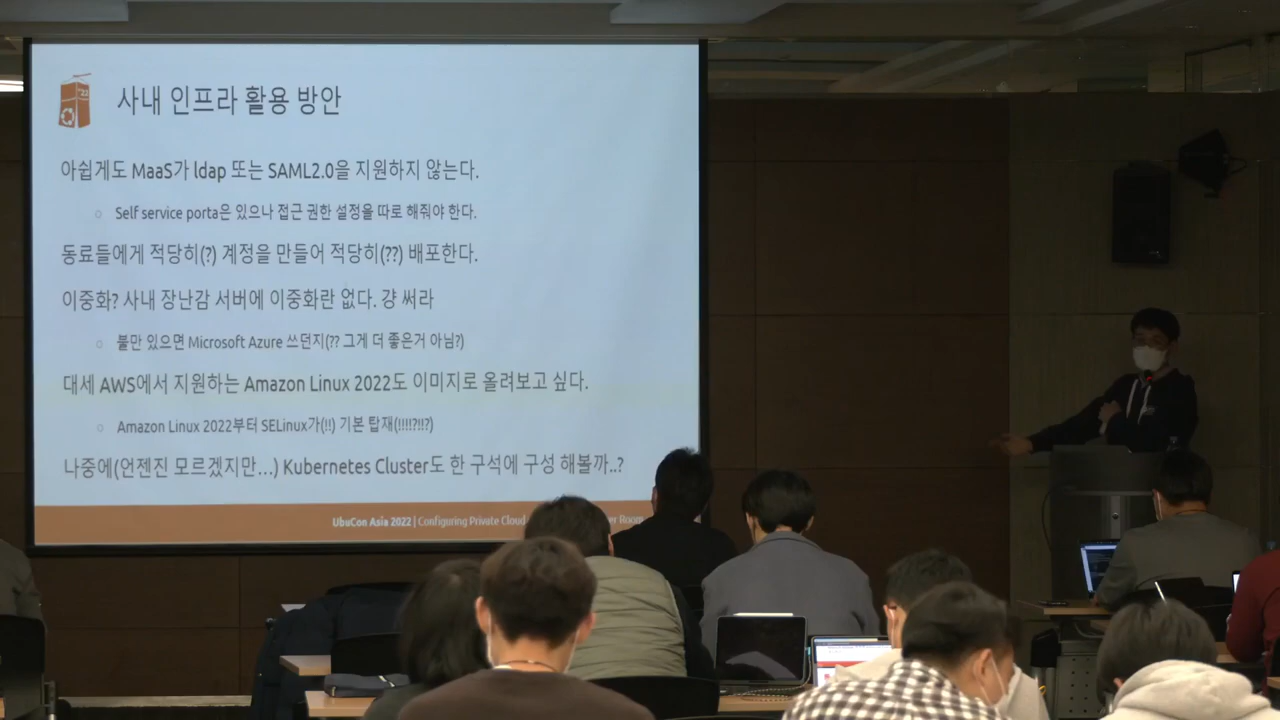 '22
사내 인프라 활용 방안
아쉽게도 MaaS가 ldap 또는 SAML2.0을 지원하지 않는다.
Self service porta은 있으나 접근 권한 설정을 따로 해줘야 한다.
동료들에게 적당히(?) 계정을 만들어 적당히(??) 배포한다.
이중화? 사내 장난감 서버에 이중화란 없다. 걍 써라
불만 있으면 Microsoft Azure 쓰던지(?? 그게 더 좋은거 아님?)
대세 AWS에서 지원하는 Amazon Linux 2022도 이미지로 올려보고 싶다.
Amazon Linux 2022부터 SELinux가(!!) 기본 탑재(!!!!?!!?)
나중에(언젠진 모르겠지만...) Kubernetes Cluster도 한 구석에 구성 해볼까..?
UbuCon Asia 2022 | Configuring Private Cloud